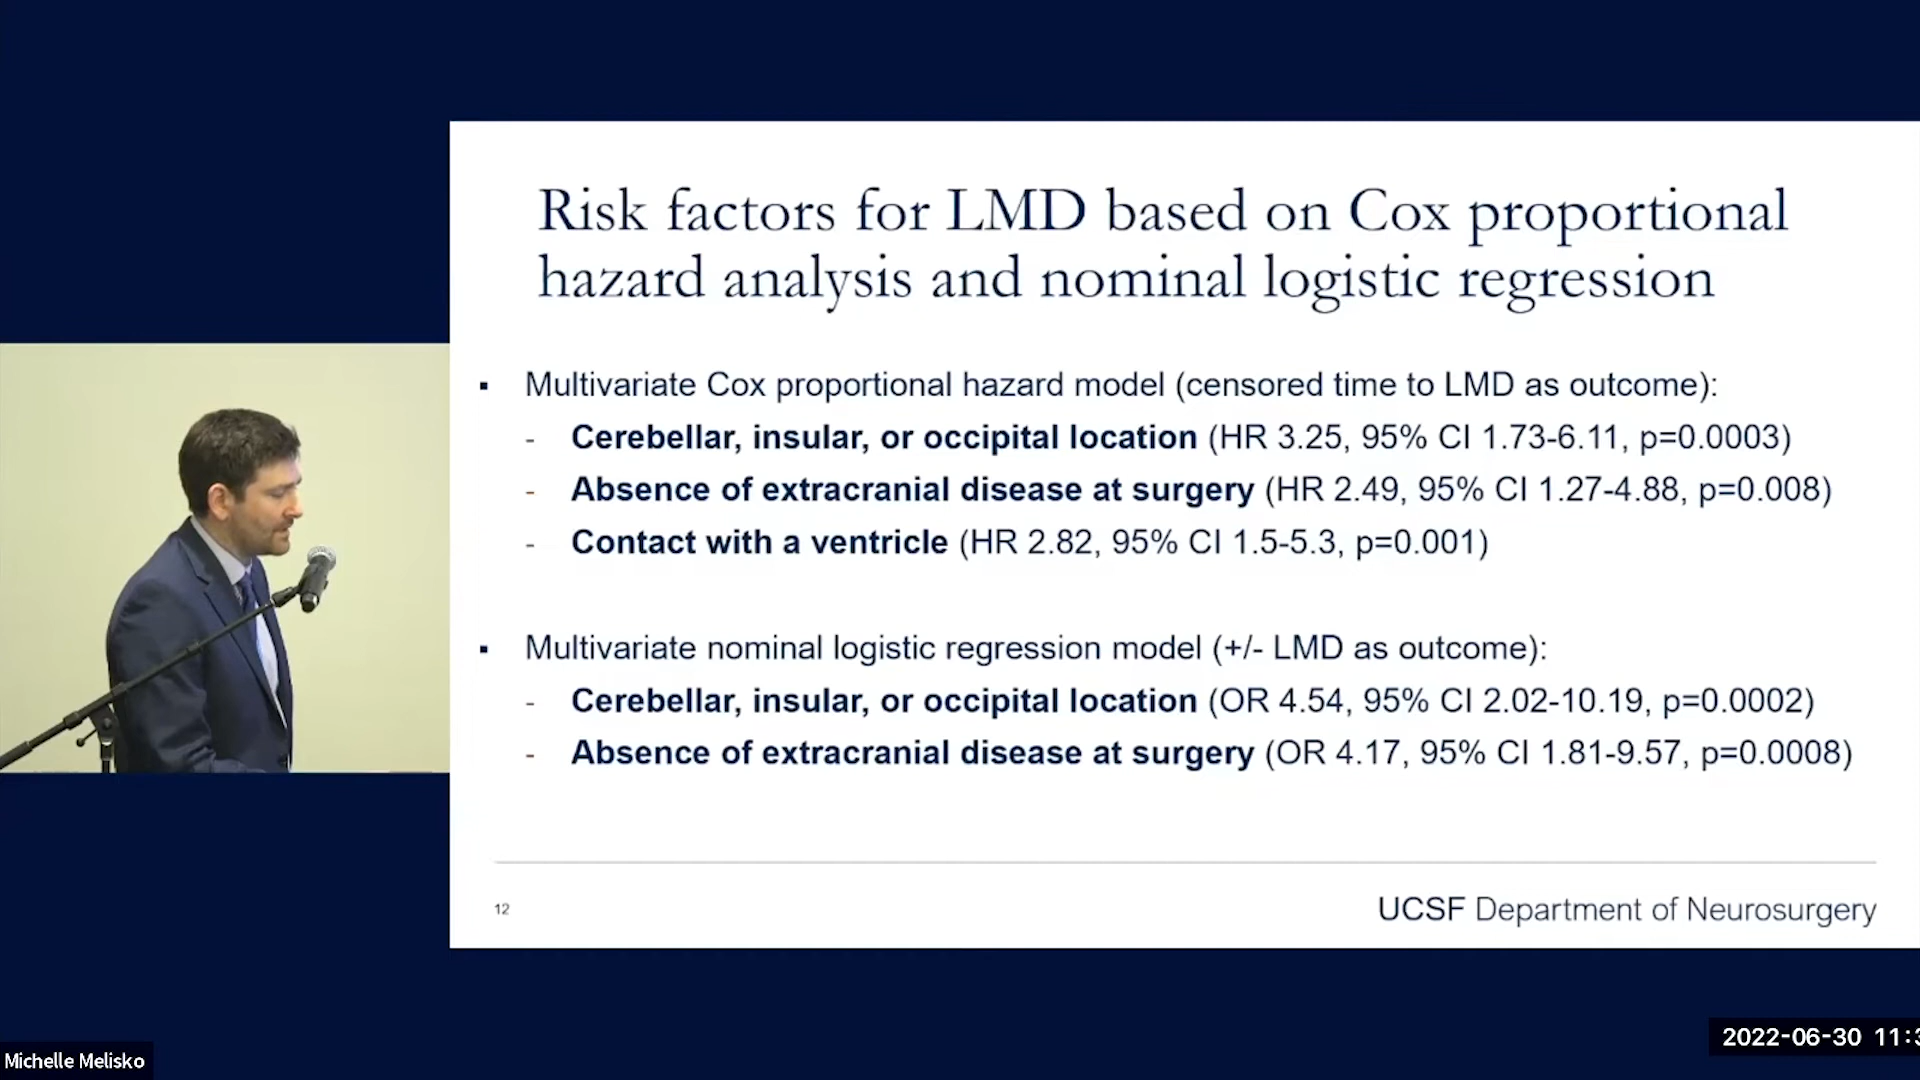 Risk factors for LMD based on Cox proportional
hazard analysis and nominal logistic regression
▪ Multivariate Cox proportional hazard model (censored time to LMD as outcome):
- Cerebellar, insular, or occipital location (HR 3.25, 95% CI 1.73-6.11, p=0.0003)
- Absence of extracranial disease at surgery (HR 2.49, 95% CI 1.27-4.88, p=0.008)
- Contact with a ventricle (HR 2.82, 95% CI 1.5-5.3, p=0.001)
▪ Multivariate nominal logistic regression model (+/- LMD as outcome):
- Cerebellar, insular, or occipital location (OR 4.54, 95% CI 2.02-10.19, p=0.0002)
- Absence of extracranial disease at surgery (OR 4.17, 95% CI 1.81-9.57, p=0.0008)
12
UCSF Department of Neurosurgery
2022-06-30
Michelle Melisko